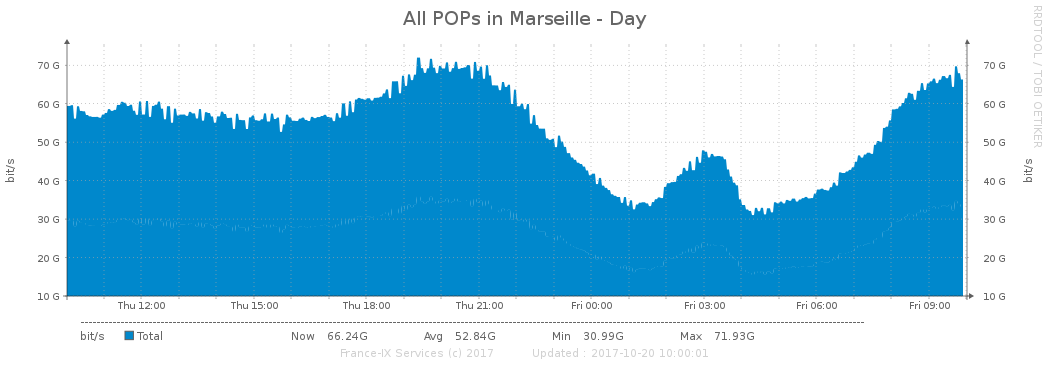 All POPs in Marseille - Day
RRDTOOL / TOBI OETIKER
bit/s
70 G
60 G
50 G
40 G
30 G
20 G
10 G
70 G
60 G
50 G
40 G
30 G
20 G
10 G
bit/s
Thu 12:00 Thu 15:00 Thu 18:00 Thu 21:00 Fri 00:00 Fri 03:00 Fri 06:00 Fri 09:00
bit/s Total Now 66.24G Avg 52.84G Min 30.99G Max 71.93G
France-IX Services (c) 2017 Updated : 2017-10-20 10:00:01